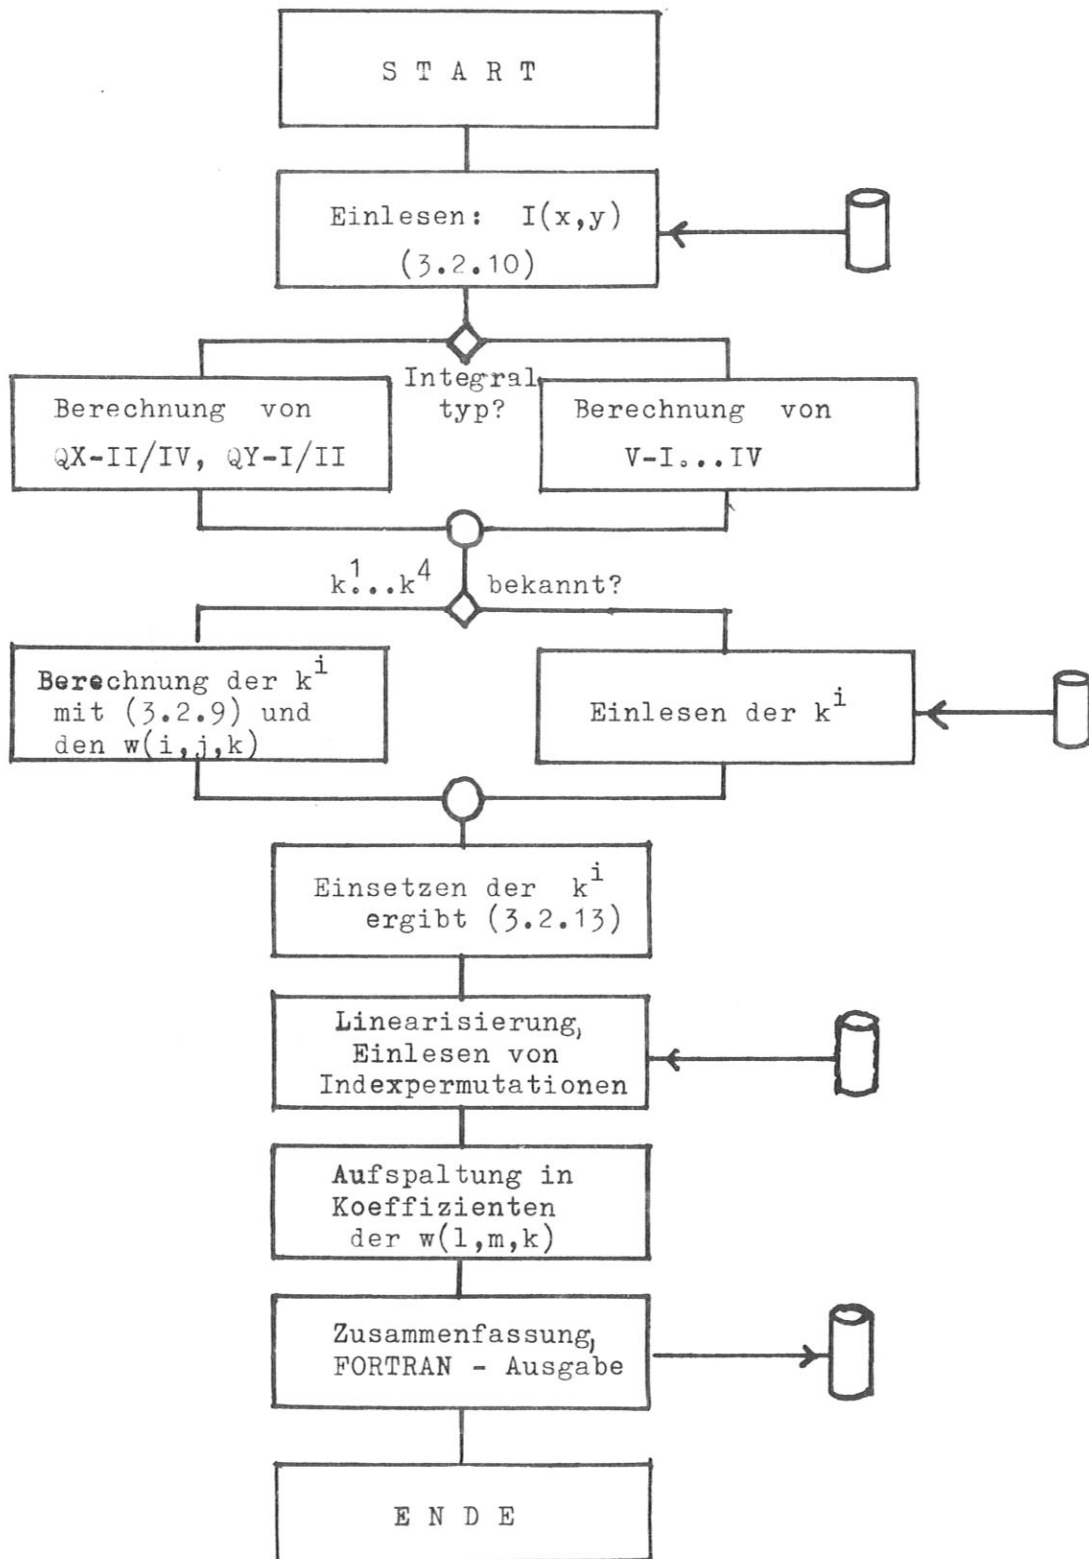 S T A R T
Einlesen: I(x,y)
(3.2.10)
Integral
typ?
Berechnung von
QX-II/IV, QY-I/II
Berechnung von
V-I...IV
k¹...k⁴ bekannt?
Berechnung der kⁱ
mit (3.2.9) und
den w(i,j,k)
Einlesen der kⁱ
Einsetzen der kⁱ
ergibt (3.2.13)
Linearisierung,
Einlesen von
Indexpermutationen
Aufspaltung in
Koeffizienten
der w(l,m,k)
Zusammenfassung,
FORTRAN - Ausgabe
E N D E